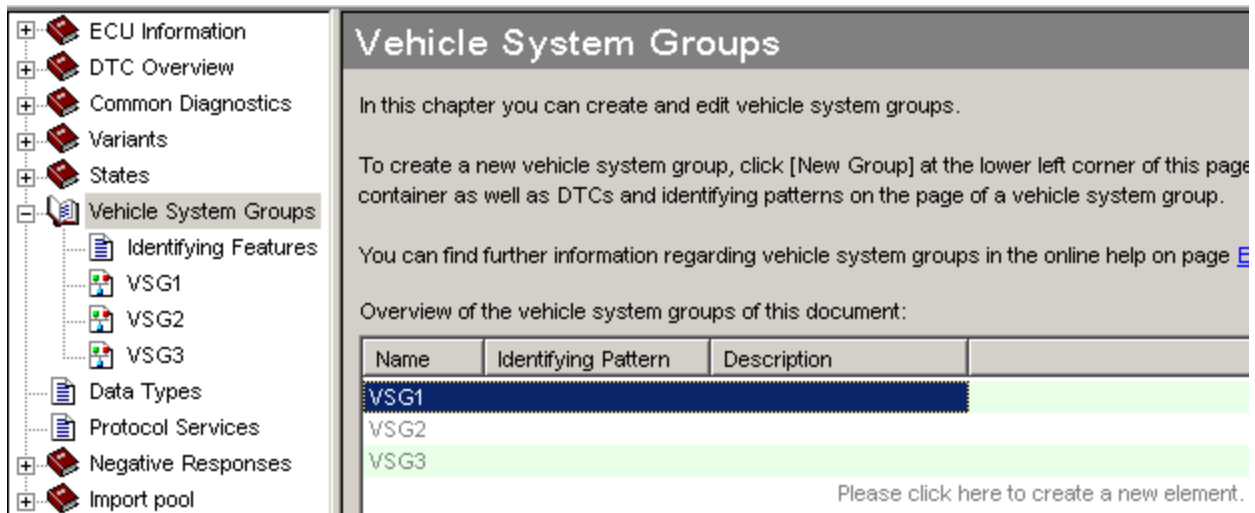 ECU Information
DTC Overview
Common Diagnostics
Variants
States
Vehicle System Groups
Identifying Features
VSG1
VSG2
VSG3
Data Types
Protocol Services
Negative Responses
Import pool
Vehicle System Groups
In this chapter you can create and edit vehicle system groups.
To create a new vehicle system group, click [New Group] at the lower left corner of this page
container as well as DTCs and identifying patterns on the page of a vehicle system group.
You can find further information regarding vehicle system groups in the online help on page
Overview of the vehicle system groups of this document:
Name Identifying Pattern Description
VSG1
VSG2
VSG3
Please click here to create a new element.